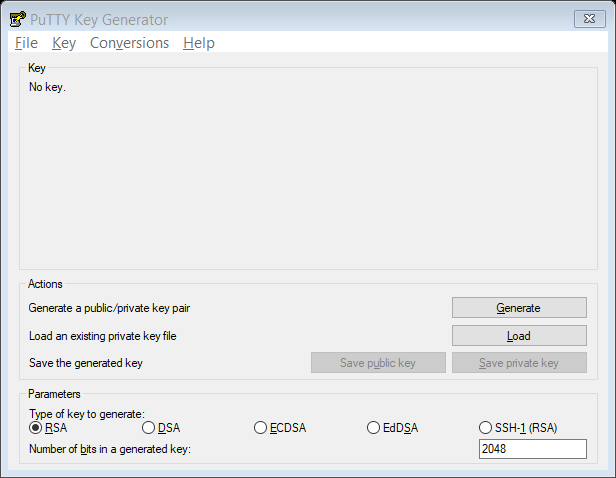 PuTTY Key Generator
File Key Conversions Help
Key
No key.
Actions
Generate a public/private key pair Generate
Load an existing private key file Load
Save the generated key Save public key Save private key
Parameters
Type of key to generate:
RSA DSA ECDSA EdDSA SSH-1 (RSA)
Number of bits in a generated key: 2048